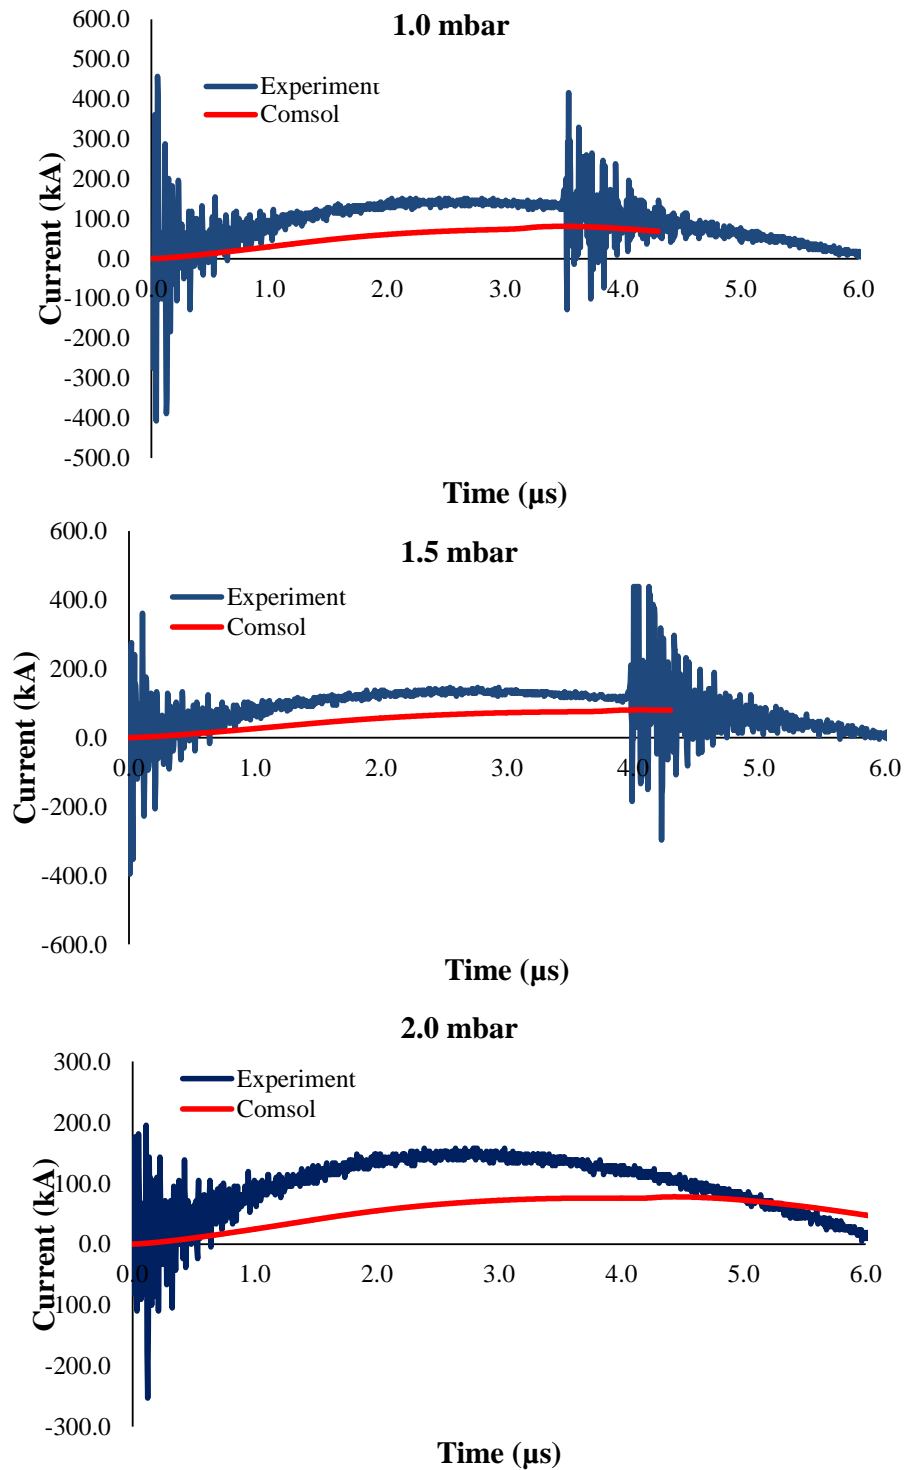 1.0 mbar
600.0
500.0
400.0
300.0
200.0
100.0
0.0
-100.0
-200.0
-300.0
-400.0
-500.0
Current (kA)
Experiment
Comsol
0.0 1.0 2.0 3.0 4.0 5.0 6.0
Time (μs)
1.5 mbar
600.0
400.0
200.0
0.0
-200.0
-400.0
-600.0
Current (kA)
Experiment
Comsol
0.0 1.0 2.0 3.0 4.0 5.0 6.0
Time (μs)
2.0 mbar
300.0
200.0
100.0
0.0
-100.0
-200.0
-300.0
Current (kA)
Experiment
Comsol
0.0 1.0 2.0 3.0 4.0 5.0 6.0
Time (μs)